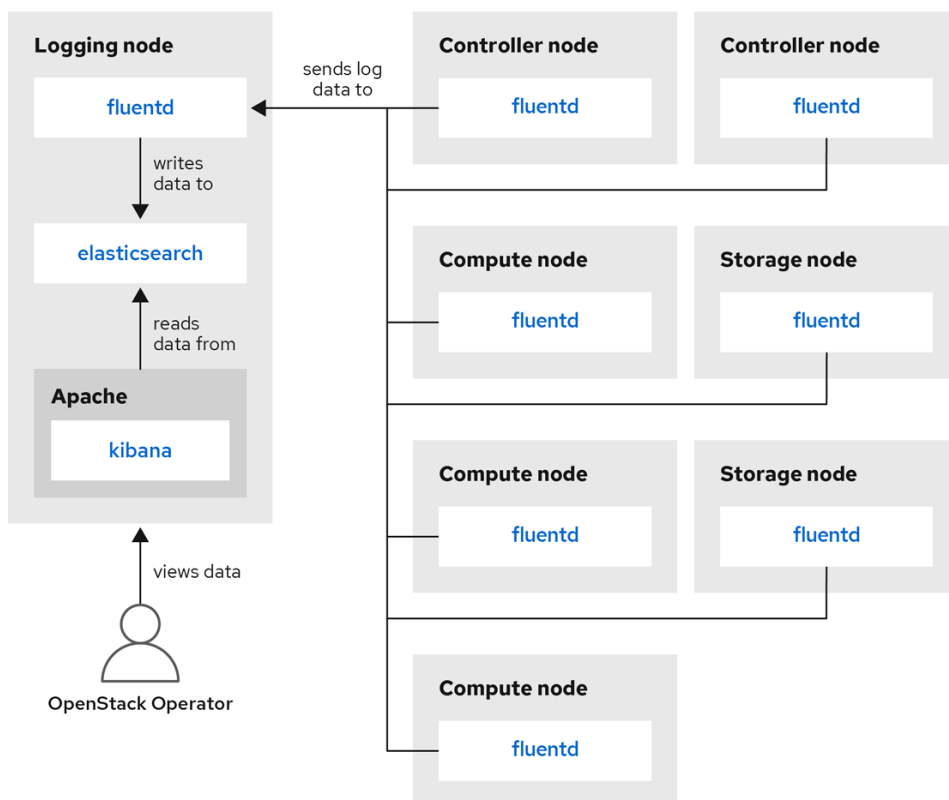 Logging node
fluentd
writes
data to
elasticsearch
reads
data from
Apache
kibana
views data
OpenStack Operator
sends log
data to
Controller node
fluentd
Controller node
fluentd
Compute node
fluentd
Storage node
fluentd
Compute node
fluentd
Storage node
fluentd
Compute node
fluentd